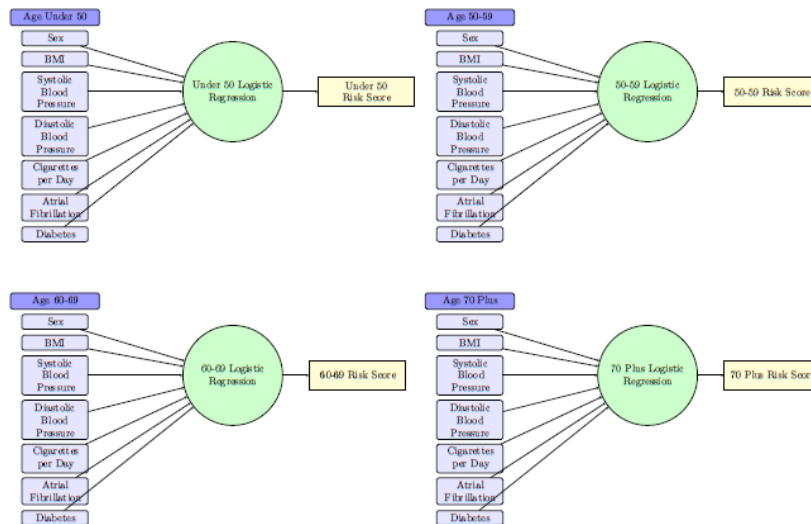 Age Under 50
Sex
BMI
Systolic
Blood
Pressure
Diastolic
Blood
Pressure
Cigarettes
per Day
Atrial
Fibrillation
Diabetes
Under 50 Logistic
Regression
Under 50
Risk Score
Age 50-59
Sex
BMI
Systolic
Blood
Pressure
Diastolic
Blood
Pressure
Cigarettes
per Day
Atrial
Fibrillation
Diabetes
50-59 Logistic
Regression
50-59 Risk Score
Age 60-69
Sex
BMI
Systolic
Blood
Pressure
Diastolic
Blood
Pressure
Cigarettes
per Day
Atrial
Fibrillation
Diabetes
60-69 Logistic
Regression
60-69 Risk Score
Age 70 Plus
Sex
BMI
Systolic
Blood
Pressure
Diastolic
Blood
Pressure
Cigarettes
per Day
Atrial
Fibrillation
Diabetes
70 Plus Logistic
Regression
70 Plus Risk Score